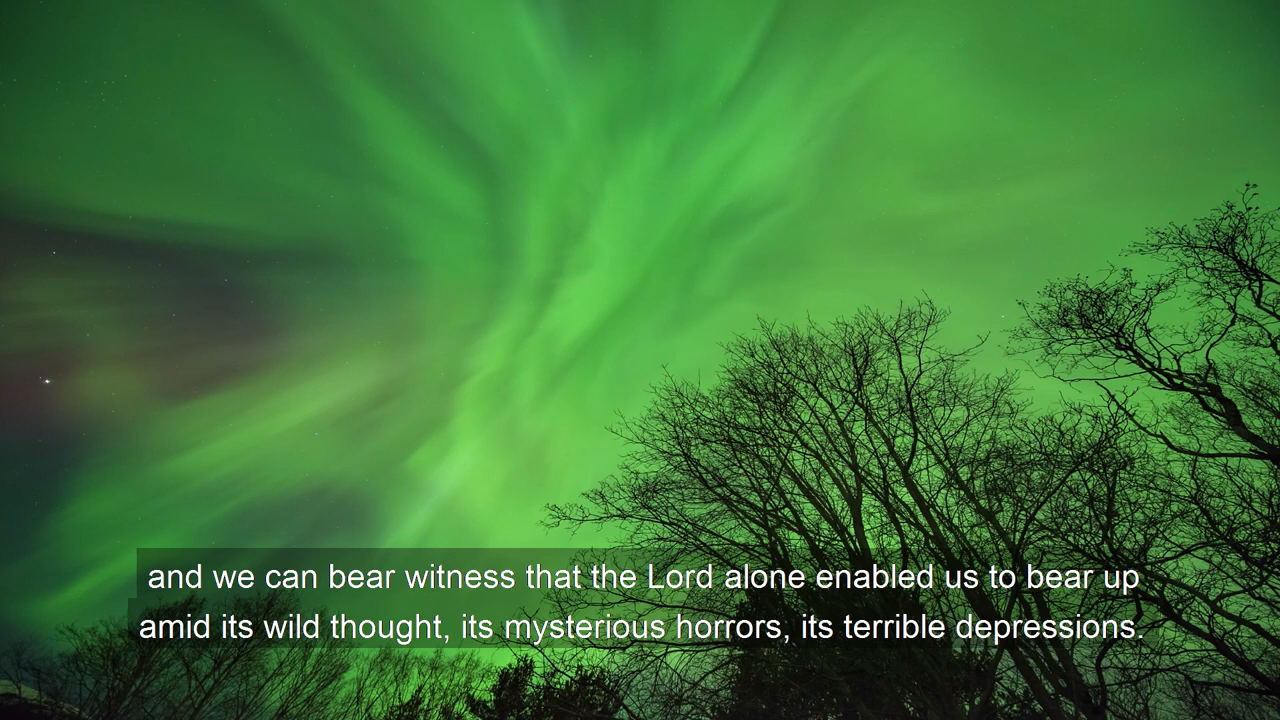 and we can bear witness that the Lord alone enabled us to bear up
amid its wild thought, its mysterious horrors, its terrible depressions.